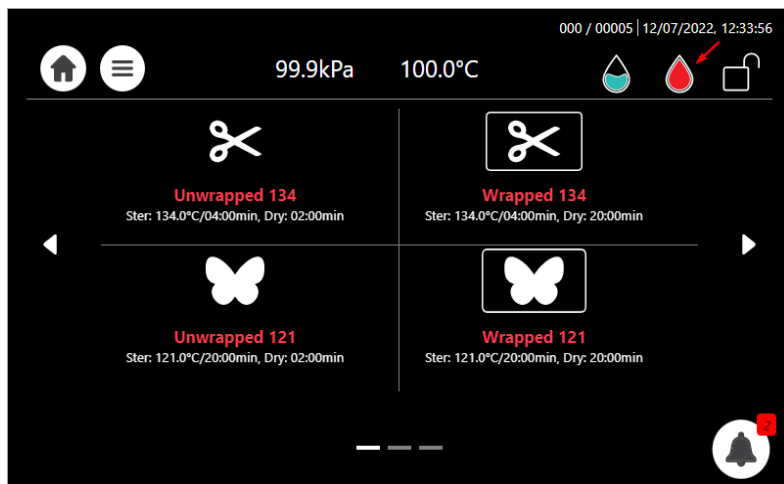 000 / 00005 | 12/07/2022, 12:33:56
99.9kPa 100.0°C
Unwrapped 134
Ster: 134.0°C/04:00min, Dry: 02:00min
Wrapped 134
Ster: 134.0°C/04:00min, Dry: 20:00min
Unwrapped 121
Ster: 121.0°C/20:00min, Dry: 02:00min
Wrapped 121
Ster: 121.0°C/20:00min, Dry: 20:00min
2